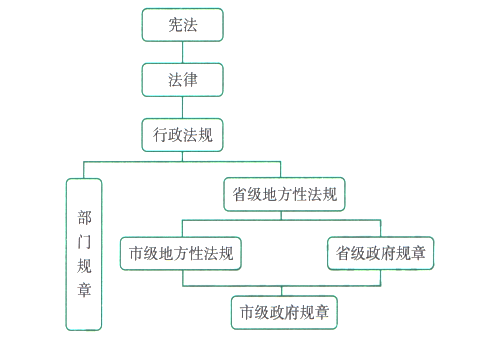 宪法
法律
行政法规
部门规章
省级地方性法规
市级地方性法规
省级政府规章
市级政府规章